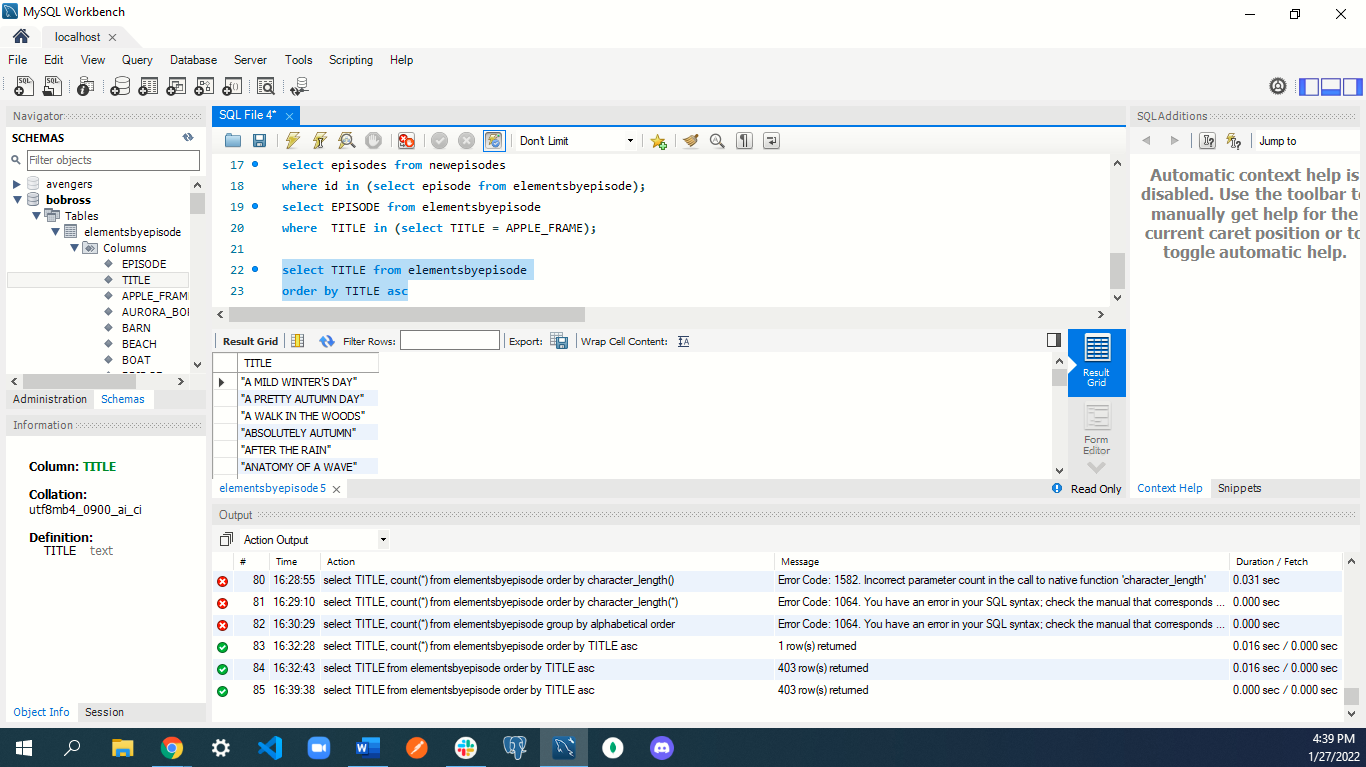 MySQL Workbench
localhost
File Edit View Query Database Server Tools Scripting Help
Navigator
SCHEMAS
Filter objects
avengers
bobross
Tables
elementsbyepisode
Columns
EPISODE
TITLE
APPLE_FRAM
AURORA_BO
BARN
BEACH
BOAT
Administration Schemas
Information
Column: TITLE
Collation:
utf8mb4_0900_ai_ci
Definition:
TITLE text
Object Info Session
SQL File 4*
Don't Limit
17 select episodes from newepisodes
18 where id in (select episode from elementsbyepisode);
19 select EPISODE from elementsbyepisode
20 where  TITLE in (select TITLE = APPLE_FRAME);
21
22 select TITLE from elementsbyepisode
23 order by TITLE asc
Result Grid Filter Rows: Export: Wrap Cell Content:
TITLE
"A MILD WINTER'S DAY"
"A PRETTY AUTUMN DAY"
"A WALK IN THE WOODS"
"ABSOLUTELY AUTUMN"
"AFTER THE RAIN"
"ANATOMY OF A WAVE"
Result
Grid
Form
Editor
elementsbyepisode 5
Read Only
Output
Action Output
# Time Action Message Duration / Fetch
80 16:28:55 select TITLE, count(*) from elementsbyepisode order by character_length() Error Code: 1582. Incorrect parameter count in the call to native function 'character_length' 0.031 sec
81 16:29:10 select TITLE, count(*) from elementsbyepisode order by character_length(*) Error Code: 1064. You have an error in your SQL syntax; check the manual that corresponds ... 0.000 sec
82 16:30:29 select TITLE, count(*) from elementsbyepisode group by alphabetical order Error Code: 1064. You have an error in your SQL syntax; check the manual that corresponds ... 0.000 sec
83 16:32:28 select TITLE, count(*) from elementsbyepisode order by TITLE asc 1 row(s) returned 0.016 sec / 0.000 sec
84 16:32:43 select TITLE from elementsbyepisode order by TITLE asc 403 row(s) returned 0.016 sec / 0.000 sec
85 16:39:38 select TITLE from elementsbyepisode order by TITLE asc 403 row(s) returned 0.000 sec / 0.000 sec
SQLAdditions
Jump to
Automatic context help is
disabled. Use the toolbar to
manually get help for the
current caret position or to
toggle automatic help.
Context Help Snippets
4:39 PM
1/27/2022